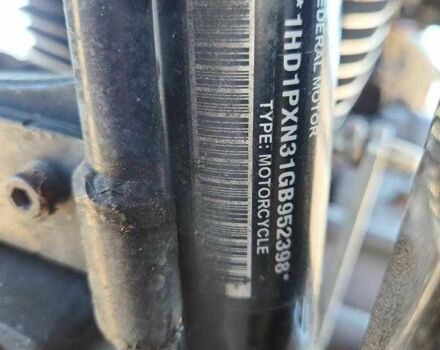 FEDERAL MOTOR
*1HD1PXN31GB952398*
TYPE: MOTORCYCLE